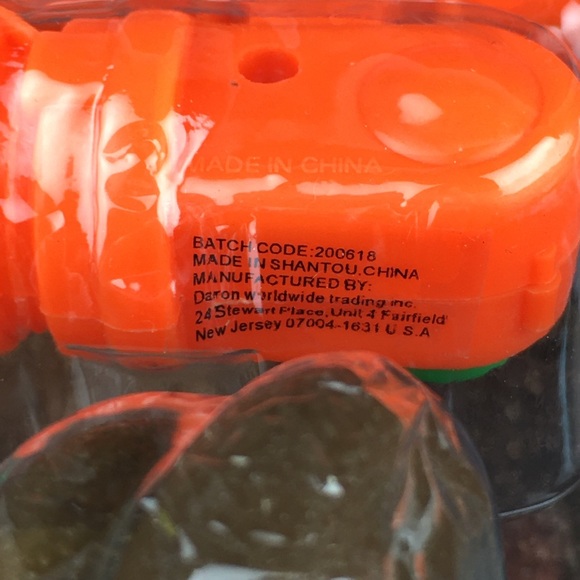 MADE IN CHINA
BATCH CODE:200618
MADE IN SHANTOU.CHINA
MANUFACTURED BY:
Daron worldwide trading inc.
24 Stewart Place, Unit 4 Fairfield
New Jersey 07004-1631 U S.A